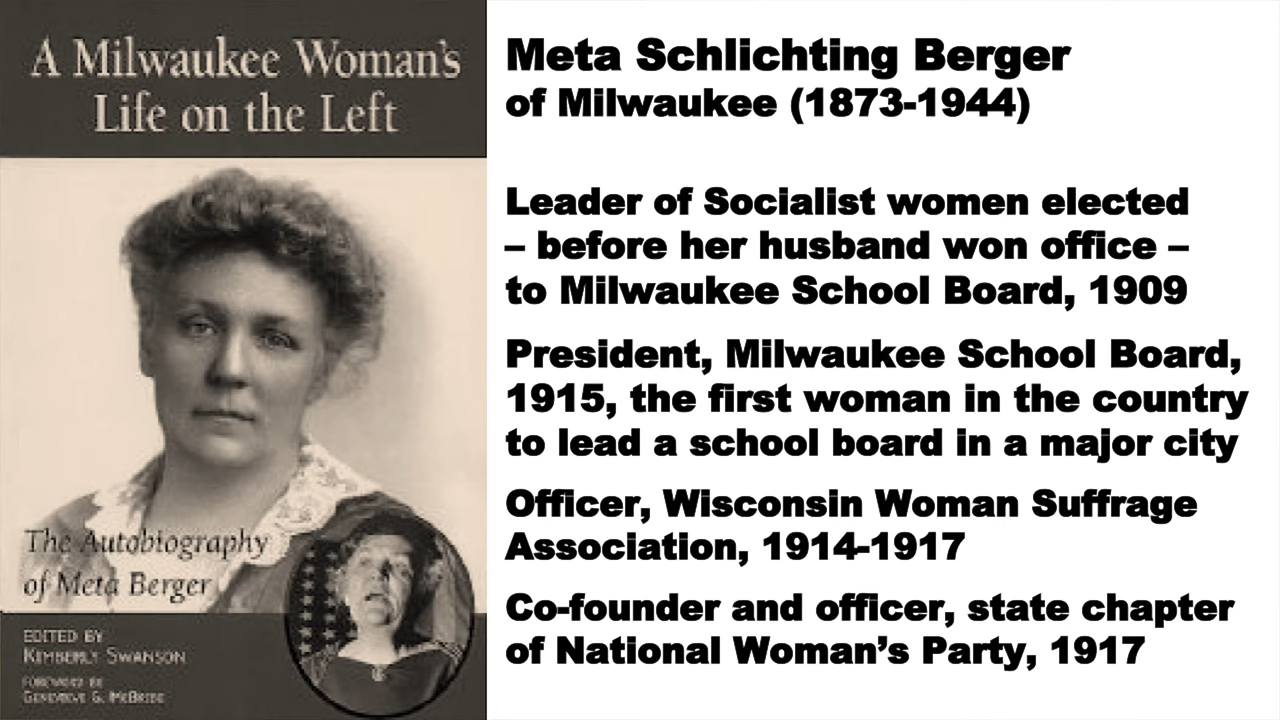 A Milwaukee Woman's
Life on the Left
The Autobiography
of Meta Berger
EDITED BY
KIMBERLY SWANSON
FOREWORD BY
GENEVIEVE G. MCBRIDE
Meta Schlichting Berger
of Milwaukee (1873-1944)
Leader of Socialist women elected
– before her husband won office –
to Milwaukee School Board, 1909
President, Milwaukee School Board,
1915, the first woman in the country
to lead a school board in a major city
Officer, Wisconsin Woman Suffrage
Association, 1914-1917
Co-founder and officer, state chapter
of National Woman's Party, 1917